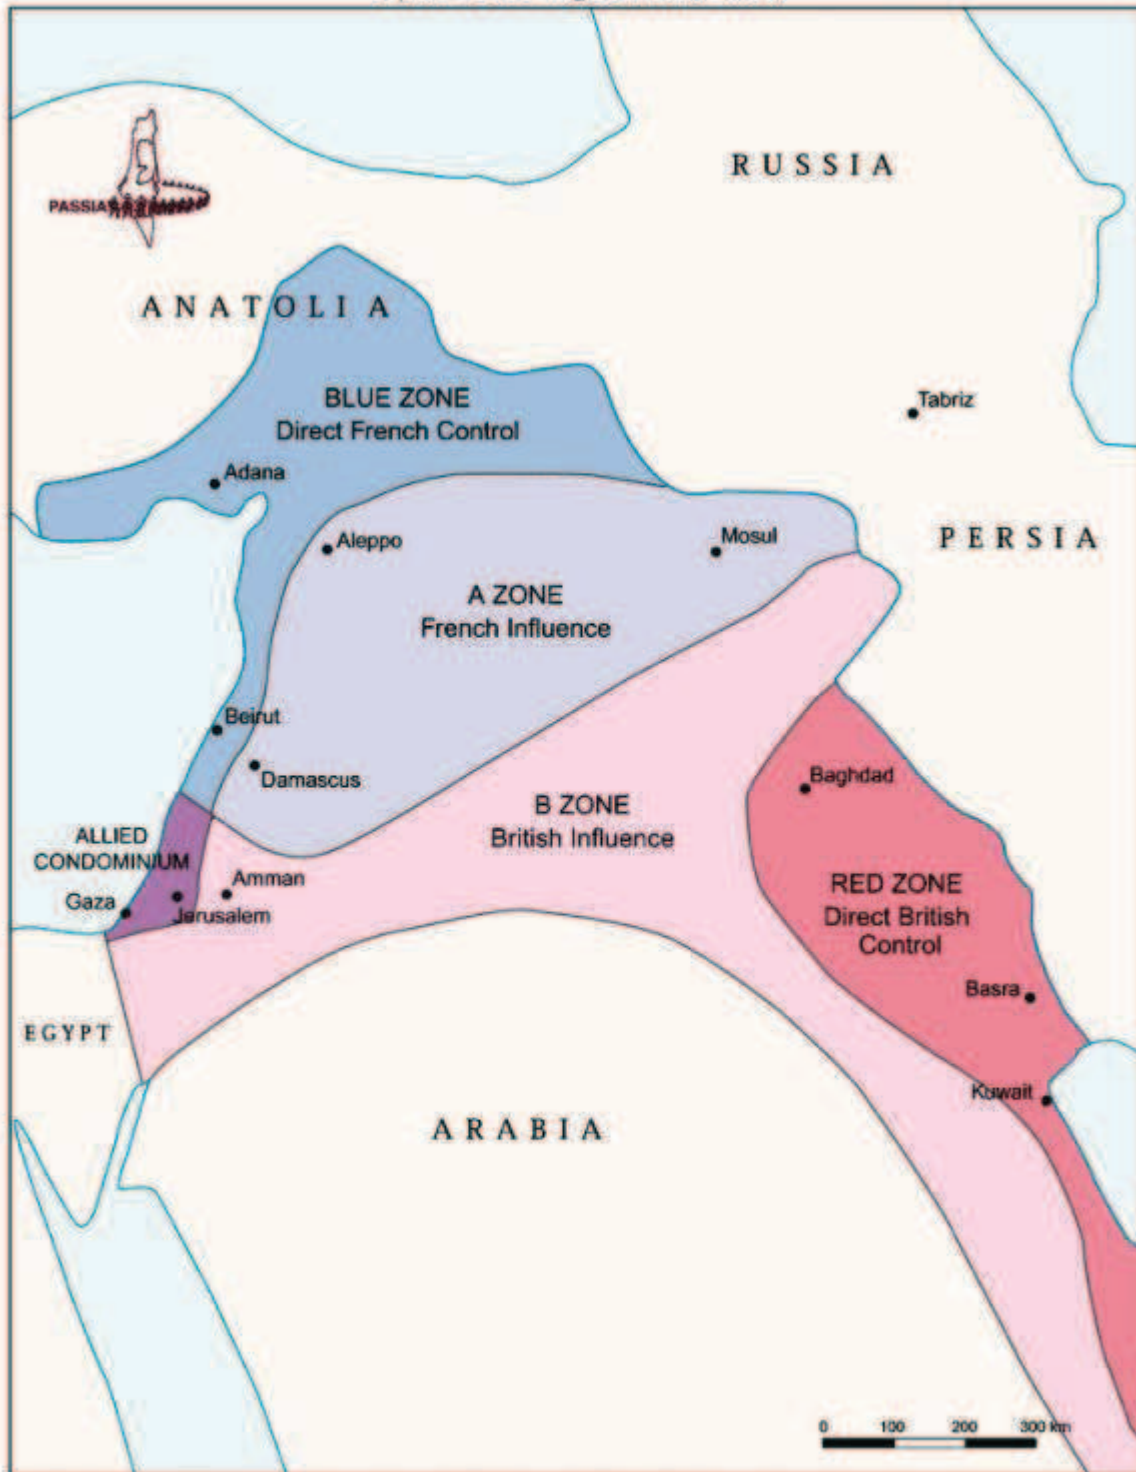 RUSSIA
PASSIA
ANATOLIA
BLUE ZONE
Direct French Control
Tabriz
Adana
Aleppo
Mosul
PERSIA
A ZONE
French Influence
Beirut
Damascus
Baghdad
B ZONE
British Influence
ALLIED
CONDOMINIUM
Amman
Gaza
Jerusalem
RED ZONE
Direct British
Control
Basra
EGYPT
Kuwait
ARABIA
0 100 200 300 km